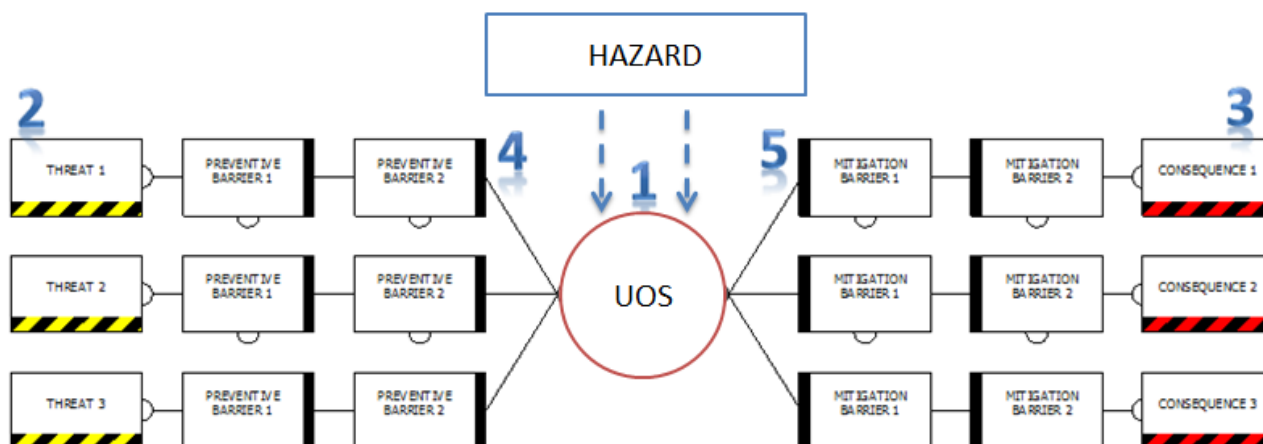 HAZARD
2
3
4
5
1
THREAT 1
PREVENTIVE
BARRIER 1
PREVENTIVE
BARRIER 2
MITIGATION
BARRIER 1
MITIGATION
BARRIER 2
CONSEQUENCE 1
UOS
THREAT 2
PREVENTIVE
BARRIER 1
PREVENTIVE
BARRIER 2
MITIGATION
BARRIER 1
MITIGATION
BARRIER 2
CONSEQUENCE 2
THREAT 3
PREVENTIVE
BARRIER 1
PREVENTIVE
BARRIER 2
MITIGATION
BARRIER 1
MITIGATION
BARRIER 2
CONSEQUENCE 3